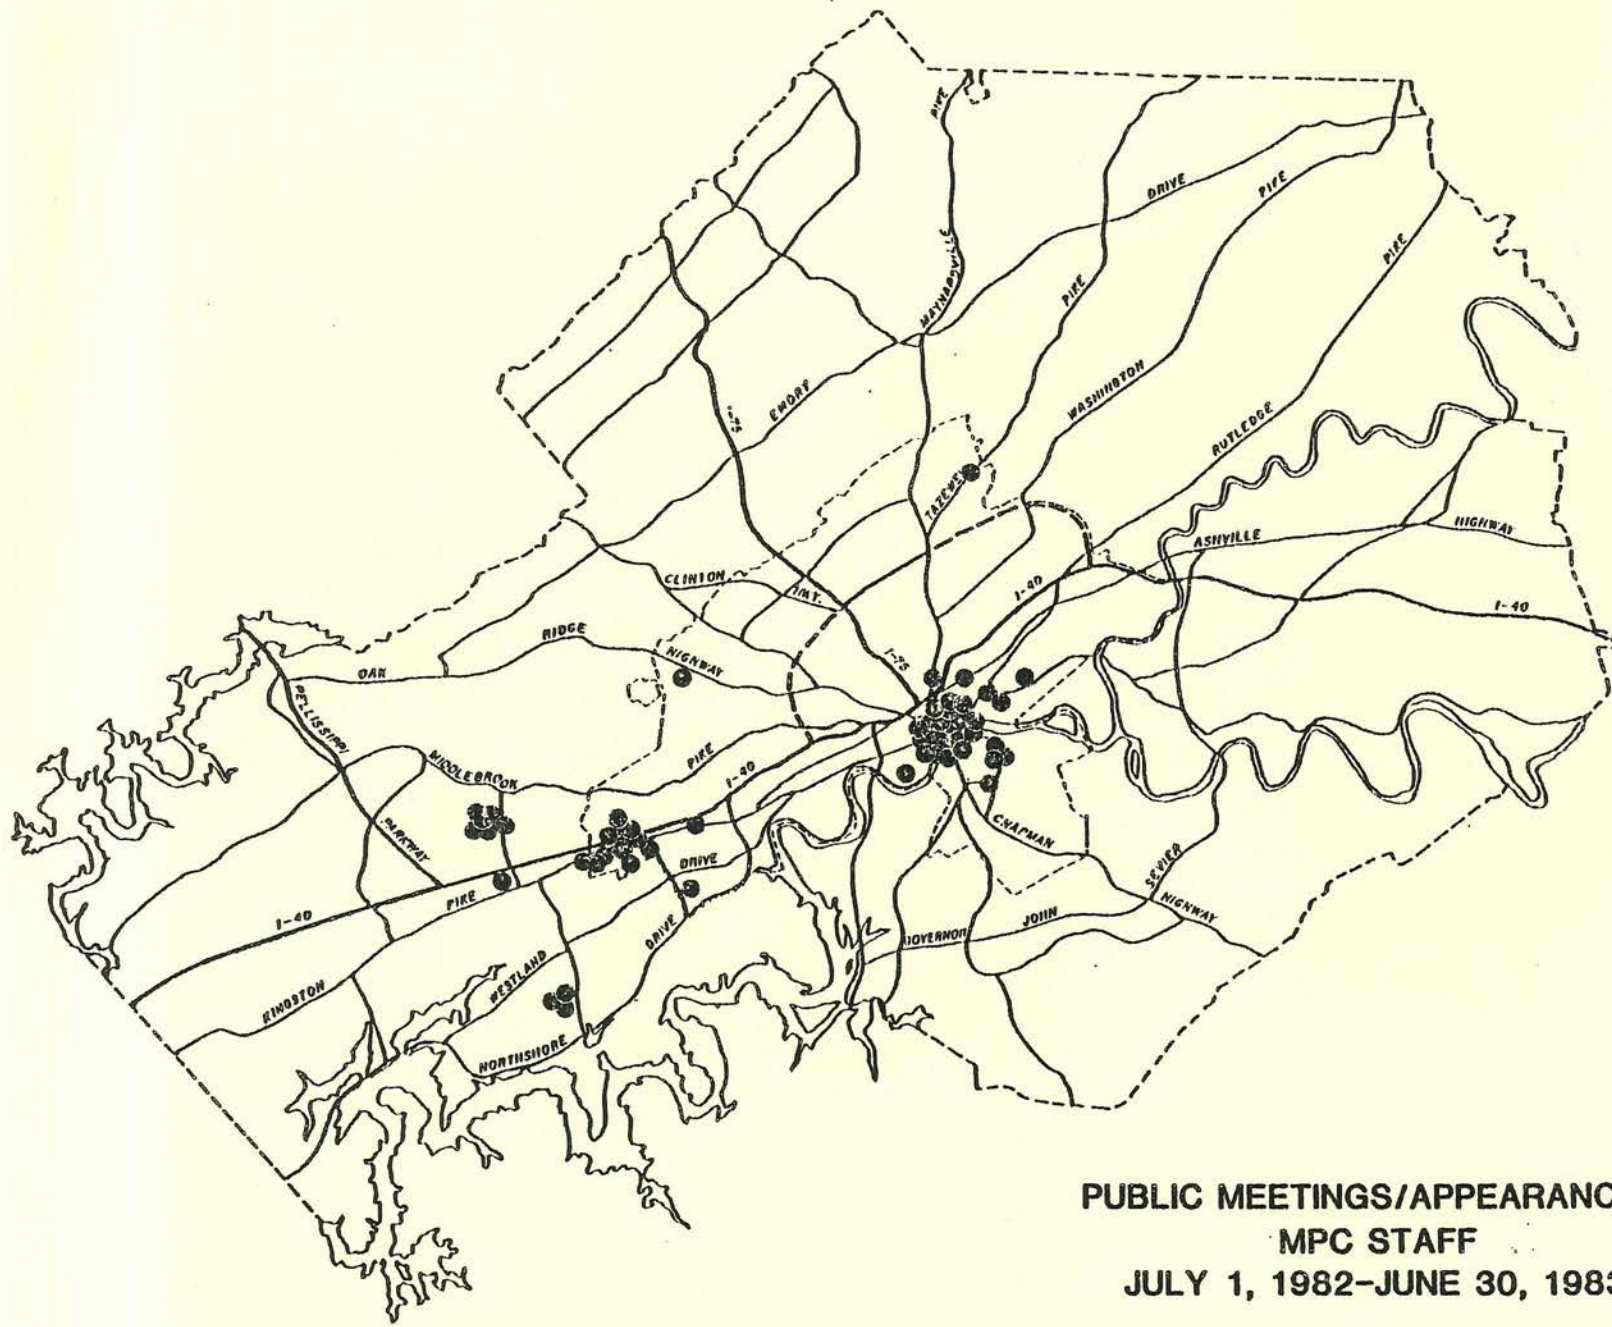 PIKE
DRIVE
PIKE
MAYNARDVILLE
PIKE
PIKE
EMORY
I-75
WASHINGTON
RUTLEDGE
TAZEWE
HIGHWAY
ASHVILLE
CLINTON
HWY.
I-40
I-40
RIDGE
OAK
HIGHWAY
I-75
PELLISSIPPI
MIDDLEBROOK
PIKE
I-40
PARKWAY
CHAPMAN
DRIVE
SEVIER
PIKE
HIGHWAY
I-40
JOHN
GOVERNOR
DRIVE
WESTLAND
KINGSTON
NORTHSHORE
PUBLIC MEETINGS/APPEARANC
MPC STAFF
JULY 1, 1982-JUNE 30, 1983